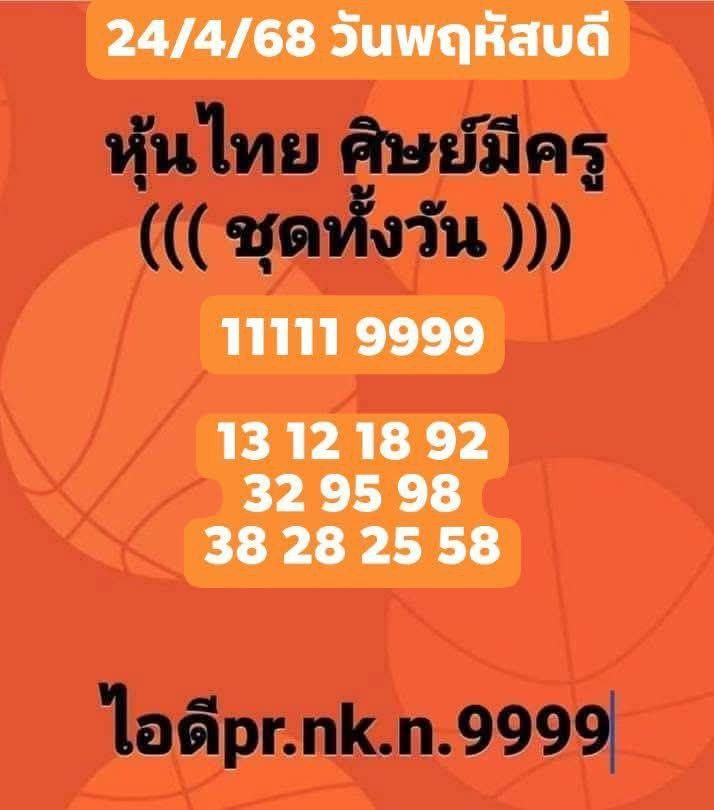 24/4/68 วันพฤหัสบดี
หุ้นไทย ศิษย์มีครู
((( ชุดทั้งวัน )))
11111 9999
13 12 18 92
32 95 98
38 28 25 58
ไอดีpr.nk.n.9999